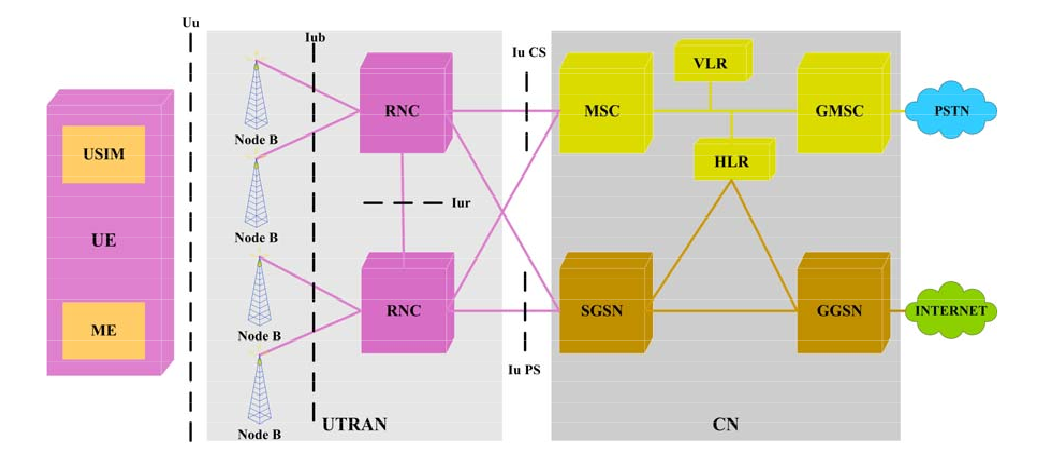 Uu
Iub
Iu CS
VLR
RNC
MSC
GMSC
PSTN
Node B
USIM
HLR
Iur
Node B
UE
RNC
SGSN
GGSN
INTERNET
ME
Node B
Iu PS
UTRAN
CN
Node B